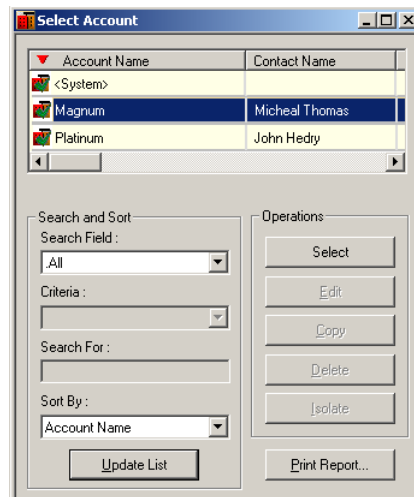 Select Account
Account Name Contact Name
<System>
Magnum Micheal Thomas
Platinum John Hedry
Search and Sort
Operations
Search Field :
.All
Select
Criteria :
Edit
Copy
Search For :
Delete
Sort By :
Isolate
Account Name
Update List
Print Report...